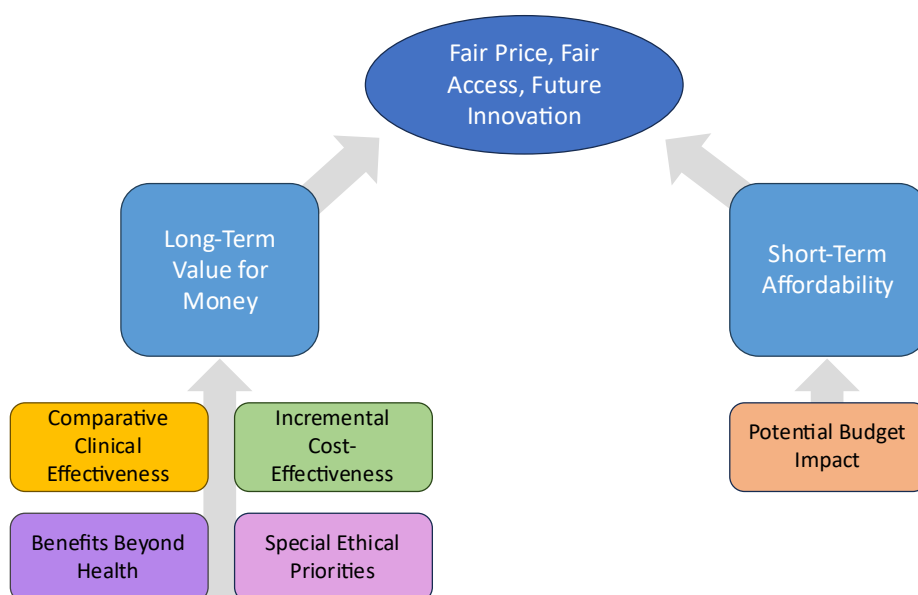 Fair Price, Fair
Access, Future
Innovation
Long-Term
Value for
Money
Short-Term
Affordability
Comparative
Clinical
Effectiveness
Incremental
Cost-
Effectiveness
Potential Budget
Impact
Benefits Beyond
Health
Special Ethical
Priorities